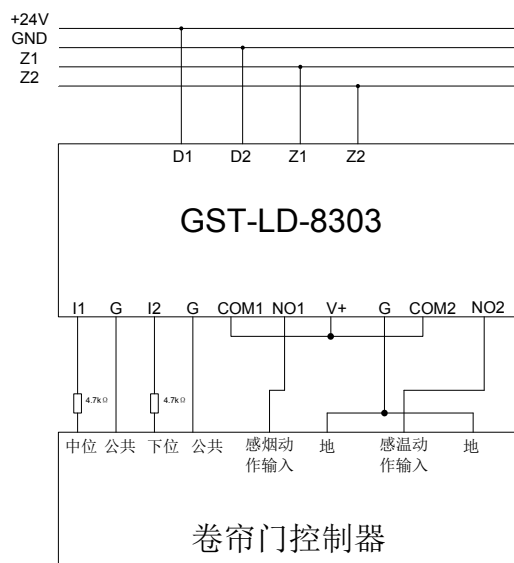 +24V
GND
Z1
Z2
D1 D2 Z1 Z2
GST-LD-8303
I1 G I2 G COM1 NO1 V+ G COM2 NO2
4.7kΩ 4.7kΩ
中位 公共 下位 公共 感烟动 地 感温动 地
作输入 作输入
卷帘门控制器